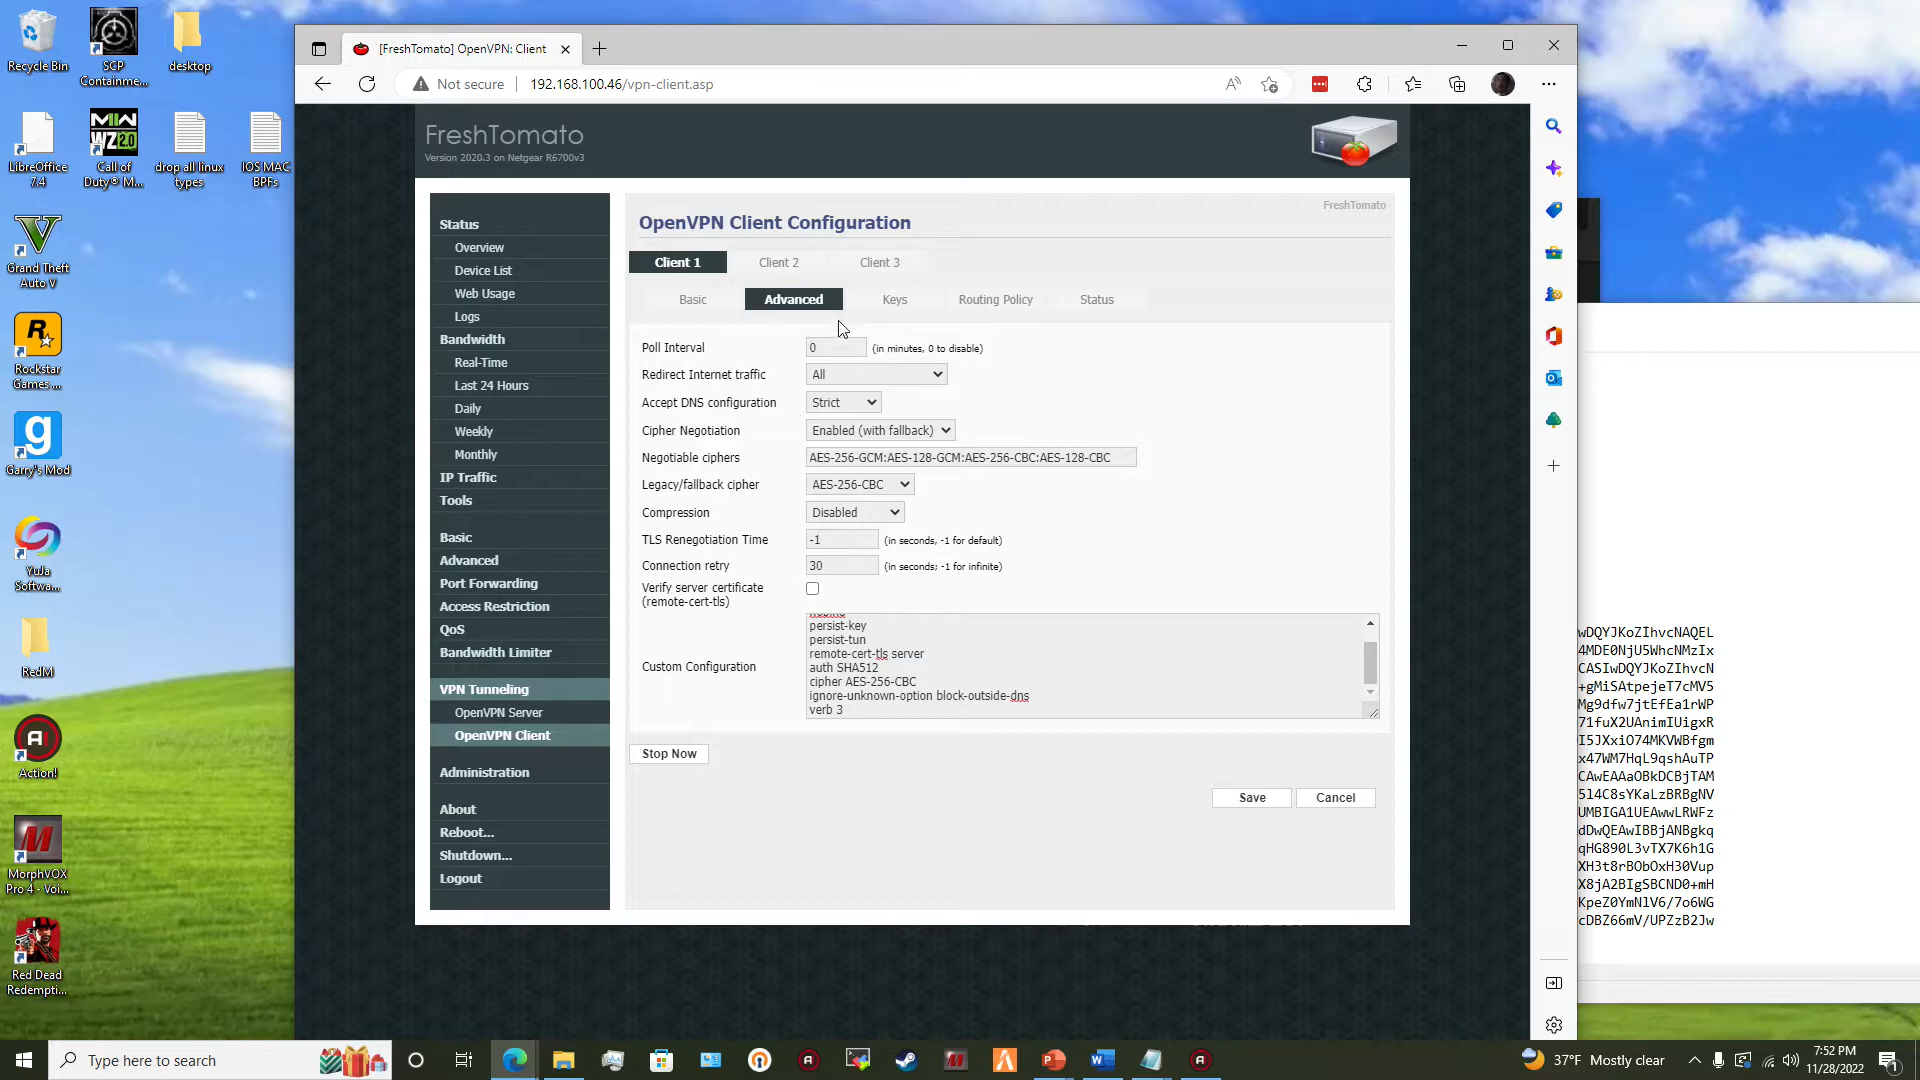 Recycle Bin
SCP
Containme...
desktop
LibreOffice
7.4
Call of
Duty® M...
drop all linux
types
IOS MAC
BPFs
Grand Theft
Auto V
Rockstar
Games ...
Garry's Mod
YuJa
Softwa...
RedM
Action!
MorphVOX
Pro 4 - Voi...
Red Dead
Redempti...
[FreshTomato] OpenVPN: Client
Not secure
192.168.100.46/vpn-client.asp
FreshTomato
Version 2020.3 on Netgear R6700v3
Status
Overview
Device List
Web Usage
Logs
Bandwidth
Real-Time
Last 24 Hours
Daily
Weekly
Monthly
IP Traffic
Tools
Basic
Advanced
Port Forwarding
Access Restriction
QoS
Bandwidth Limiter
VPN Tunneling
OpenVPN Server
OpenVPN Client
Administration
About
Reboot...
Shutdown...
Logout
FreshTomato
OpenVPN Client Configuration
Client 1 Client 2 Client 3
Basic Advanced Keys Routing Policy Status
Poll Interval 0 (in minutes, 0 to disable)
Redirect Internet traffic All
Accept DNS configuration Strict
Cipher Negotiation Enabled (with fallback)
Negotiable ciphers AES-256-GCM:AES-128-GCM:AES-256-CBC:AES-128-CBC
Legacy/fallback cipher AES-256-CBC
Compression Disabled
TLS Renegotiation Time -1 (in seconds, -1 for default)
Connection retry 30 (in seconds; -1 for infinite)
Verify server certificate
(remote-cert-tls)
Custom Configuration
persist-key
persist-tun
remote-cert-tls server
auth SHA512
cipher AES-256-CBC
ignore-unknown-option block-outside-dns
verb 3
Stop Now
Save Cancel
wDQYJKoZIhvcNAQEL
4MDE0NjU5WhcNMzIx
CASIwDQYJKoZIhvcN
+gMiSAtpejeT7cMV5
Mg9dfw7jtEfEa1rWP
71fuX2UAnimIUigxR
I5JXxiO74MKVWBfgm
x47WM7HqL9qshAuTP
CAwEAAaOBkDCBjTAM
5l4C8sYKaLzBRBgNV
UMBIGA1UEAwwLRWFz
dDwQEAwIBBjANBgkq
qHG890L3vTX7K6h1G
XH3t8rBObOxH30Vup
X8jA2BIgSBCND0+mH
KpeZ0YmNlV6/7o6WG
cDBZ66mV/UPZzB2Jw
Type here to search
37°F Mostly clear
7:52 PM
11/28/2022
1